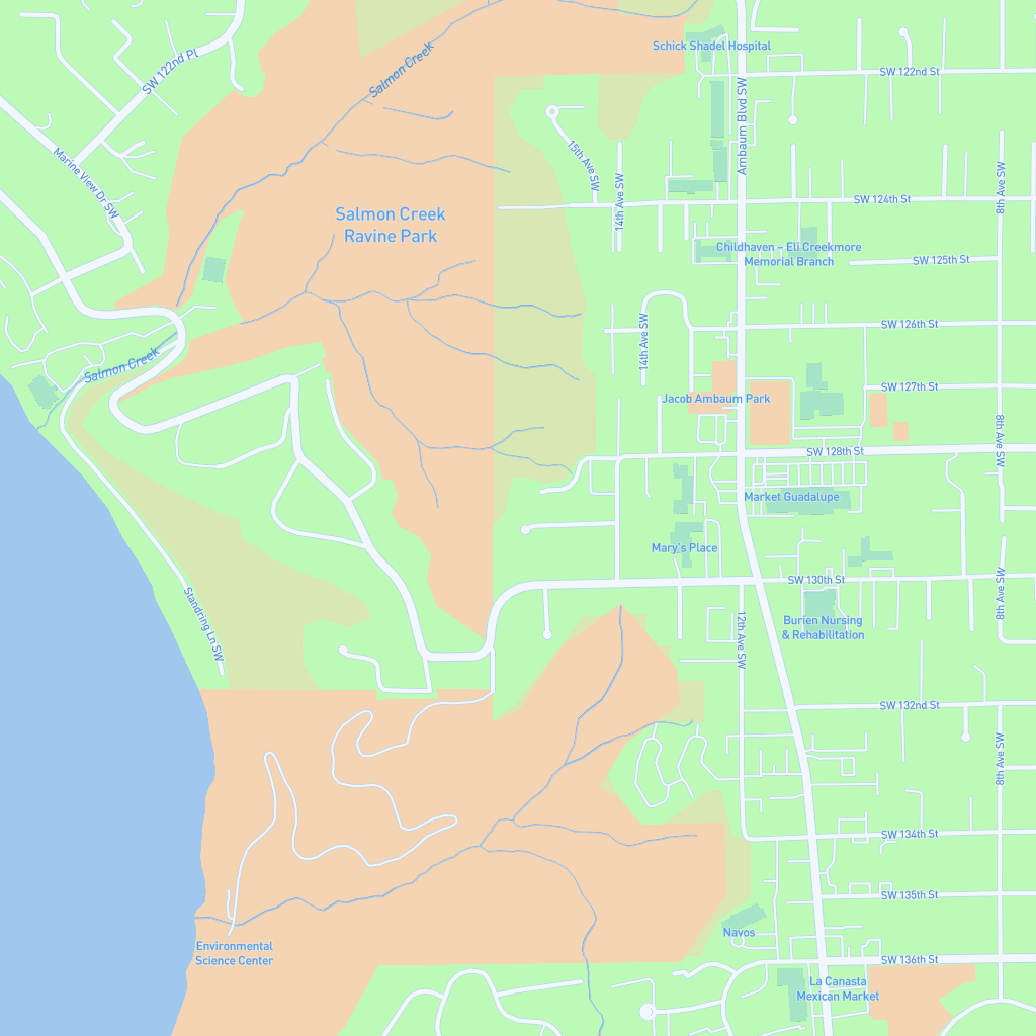 Schick Shadel Hospital
Salmon Creek
SW 122nd Pl
SW 122nd St
Ambaum Blvd SW
Marine View Dr SW
15th Ave SW
14th Ave SW
8th Ave SW
SW 124th St
Salmon Creek
Ravine Park
Childhaven – Eli Creekmore
Memorial Branch
SW 125th St
SW 126th St
14th Ave SW
Salmon Creek
SW 127th St
Jacob Ambaum Park
8th Ave SW
SW 128th St
Market Guadalupe
Mary's Place
SW 130th St
8th Ave SW
Standring Ln SW
Burien Nursing
& Rehabilitation
12th Ave SW
SW 132nd St
8th Ave SW
SW 134th St
SW 135th St
Navos
Environmental
Science Center
SW 136th St
La Canasta
Mexican Market